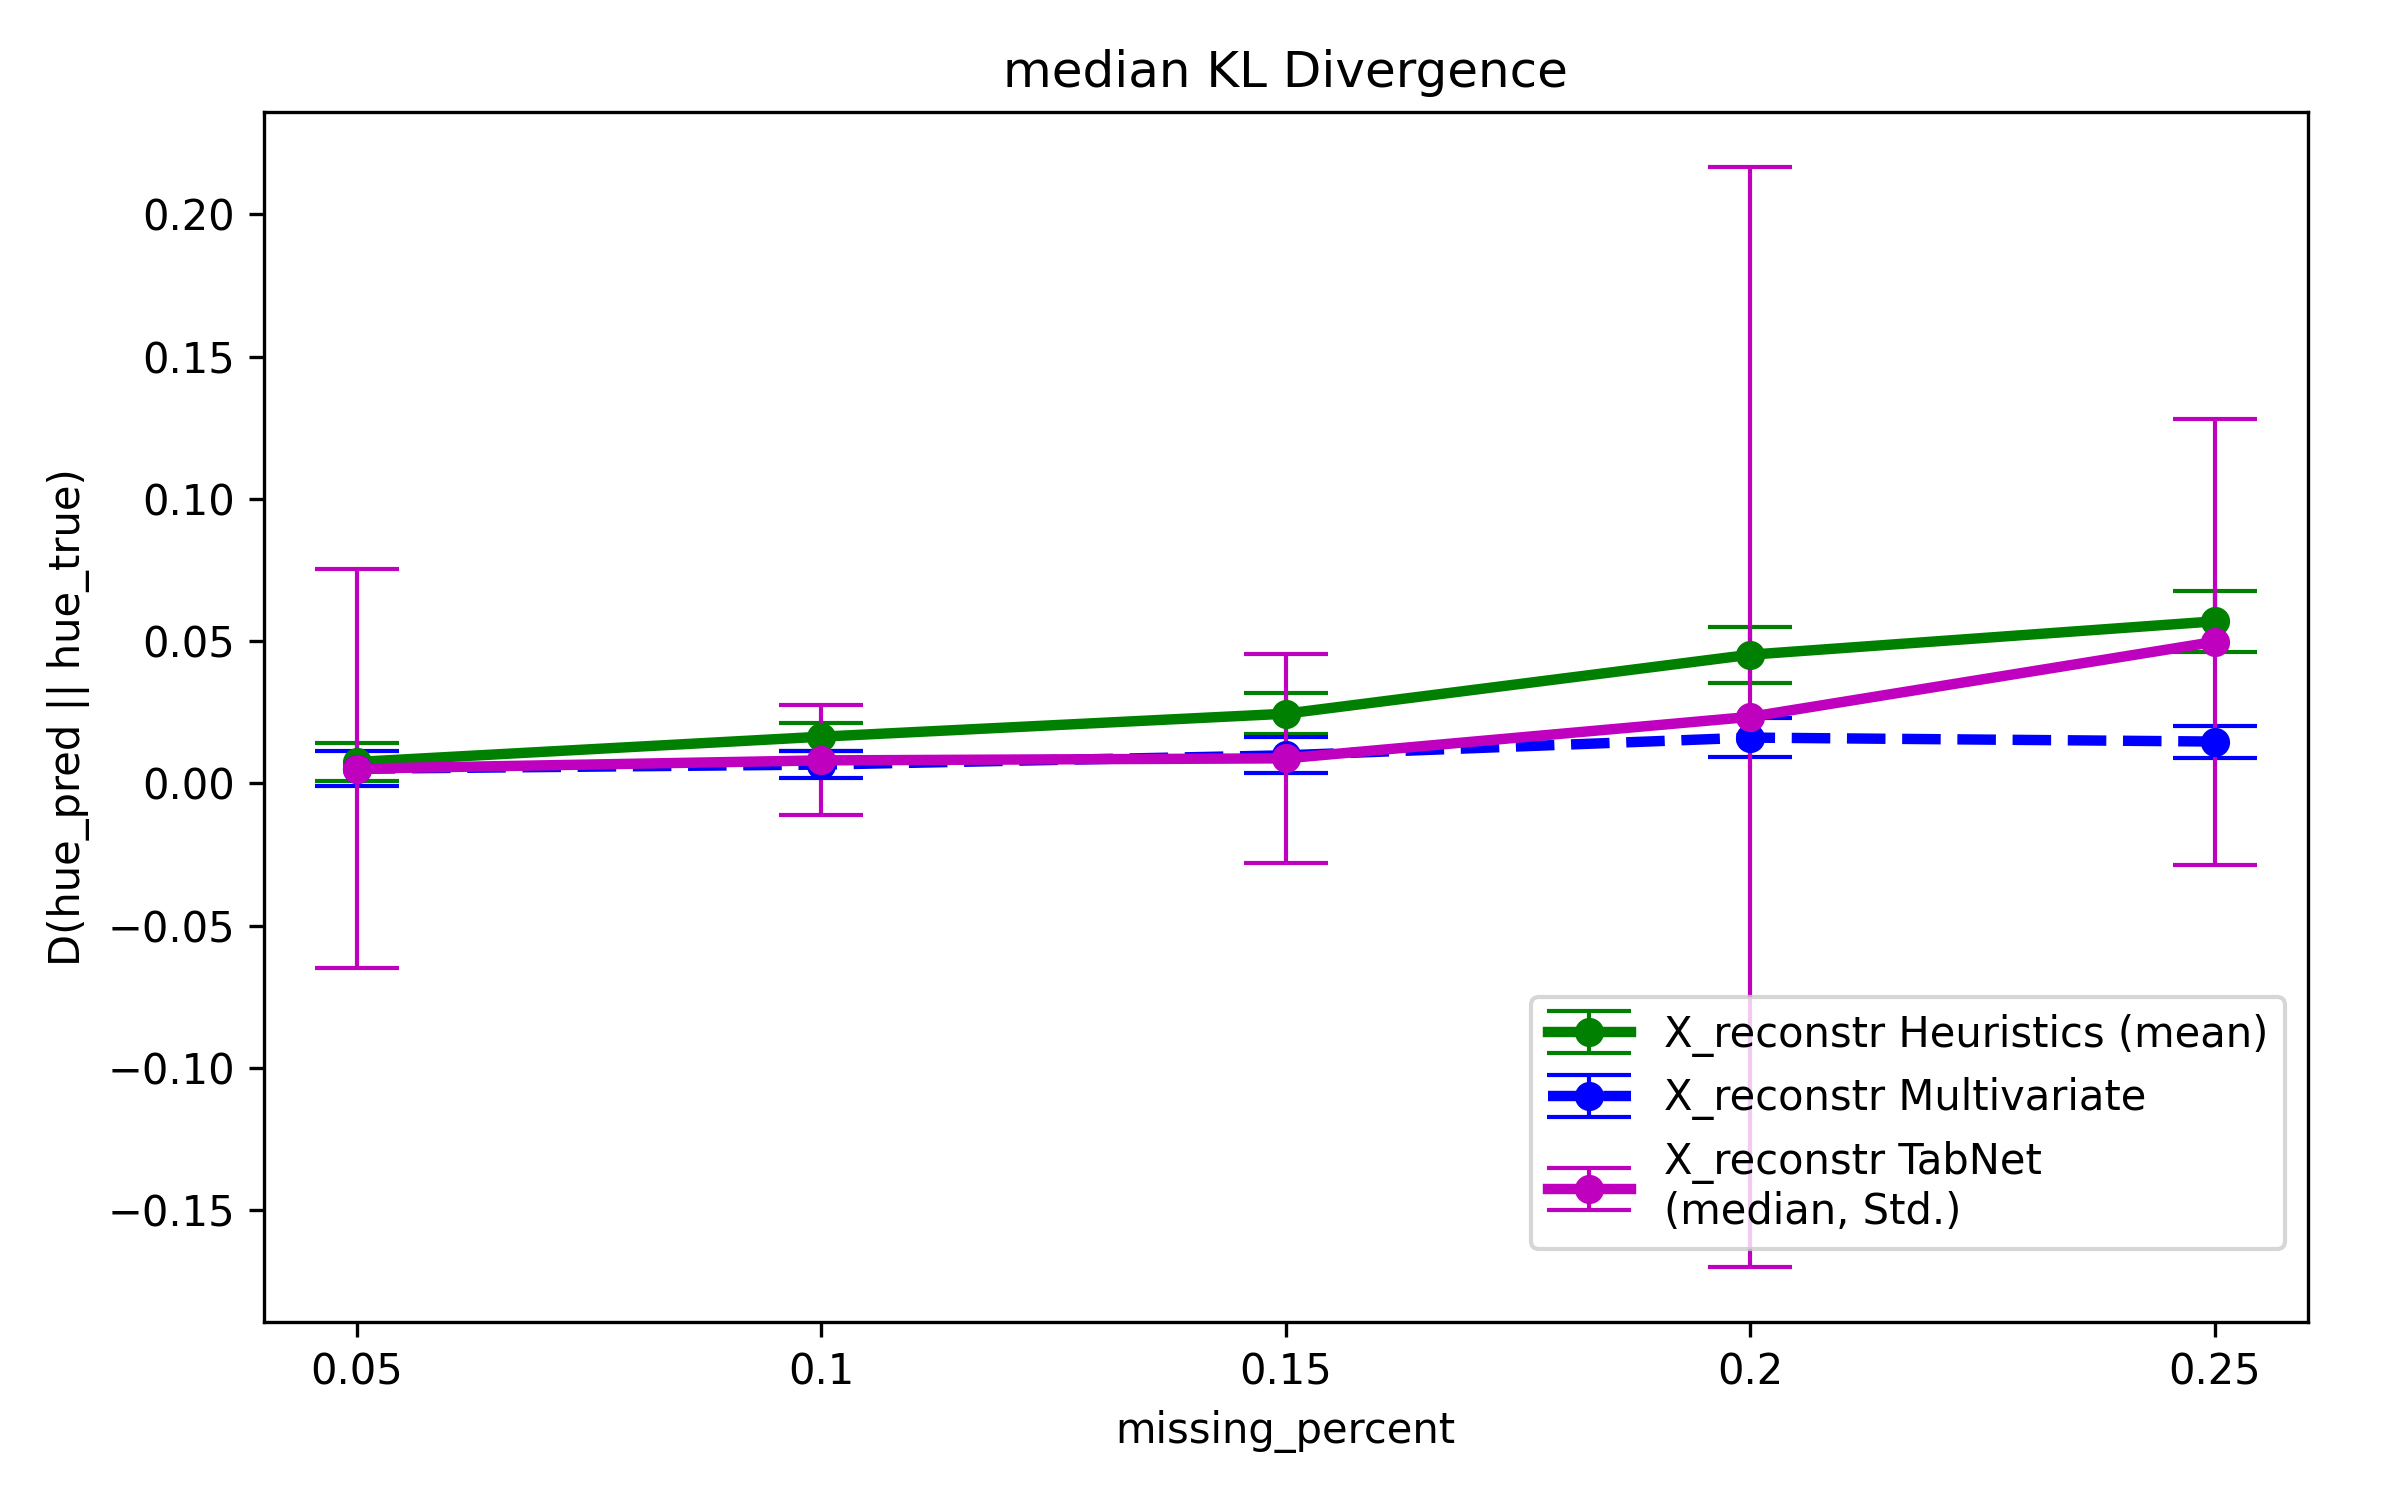 median KL Divergence
D(hue_pred || hue_true)
0.20
0.15
0.10
0.05
0.00
−0.05
−0.10
−0.15
X_reconstr Heuristics (mean)
X_reconstr Multivariate
X_reconstr TabNet
(median, Std.)
0.05
0.1
0.15
0.2
0.25
missing_percent